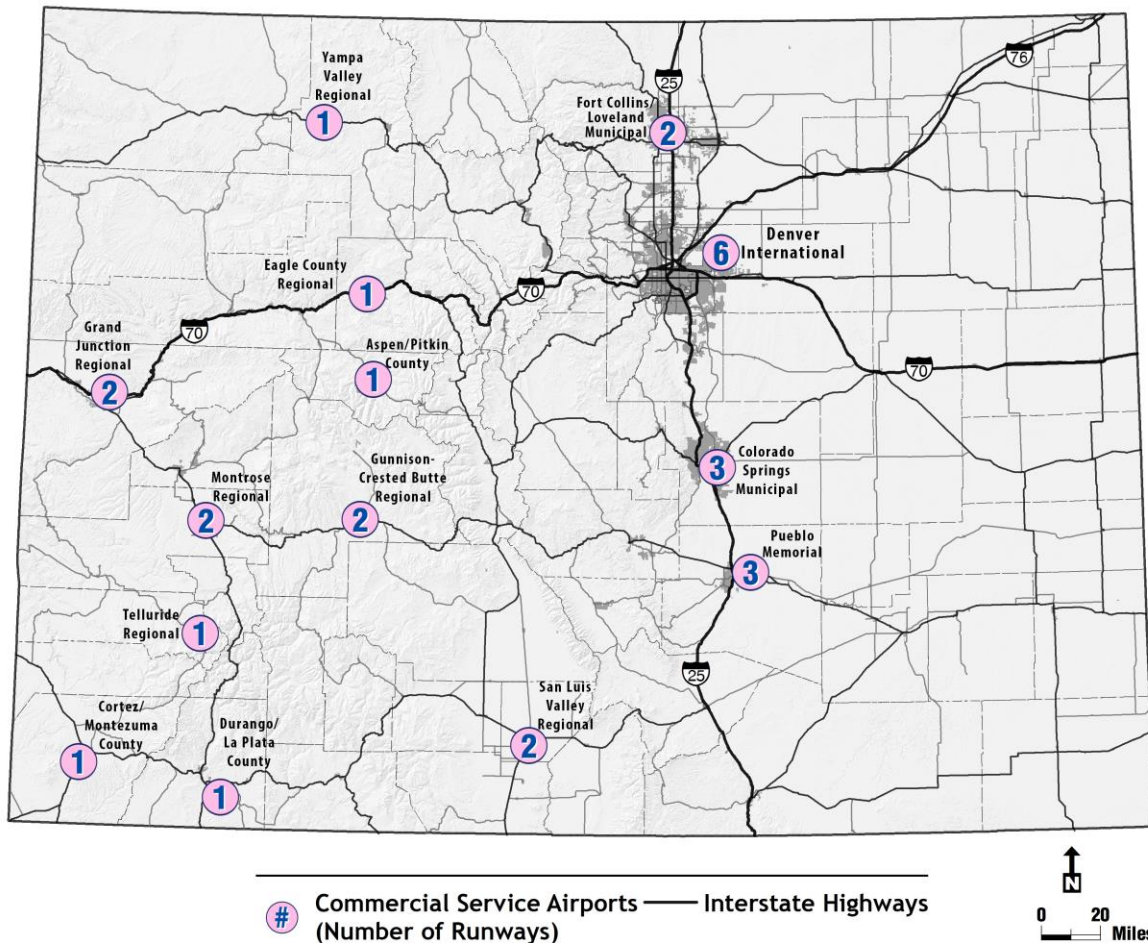 Yampa
Valley
Regional
1
25
76
Fort Collins/
Loveland
Municipal
2
Denver
International
6
Eagle County
Regional
1
70
70
Grand
Junction
Regional
2
Aspen/Pitkin
County
1
70
Colorado
Springs
Municipal
3
Montrose
Regional
2
Gunnison-
Crested Butte
Regional
2
Pueblo
Memorial
3
Telluride
Regional
1
25
Cortez/
Montezuma
County
1
Durango/
La Plata
County
1
San Luis
Valley
Regional
2
N
# Commercial Service Airports
(Number of Runways)
Interstate Highways
0 20
Miles